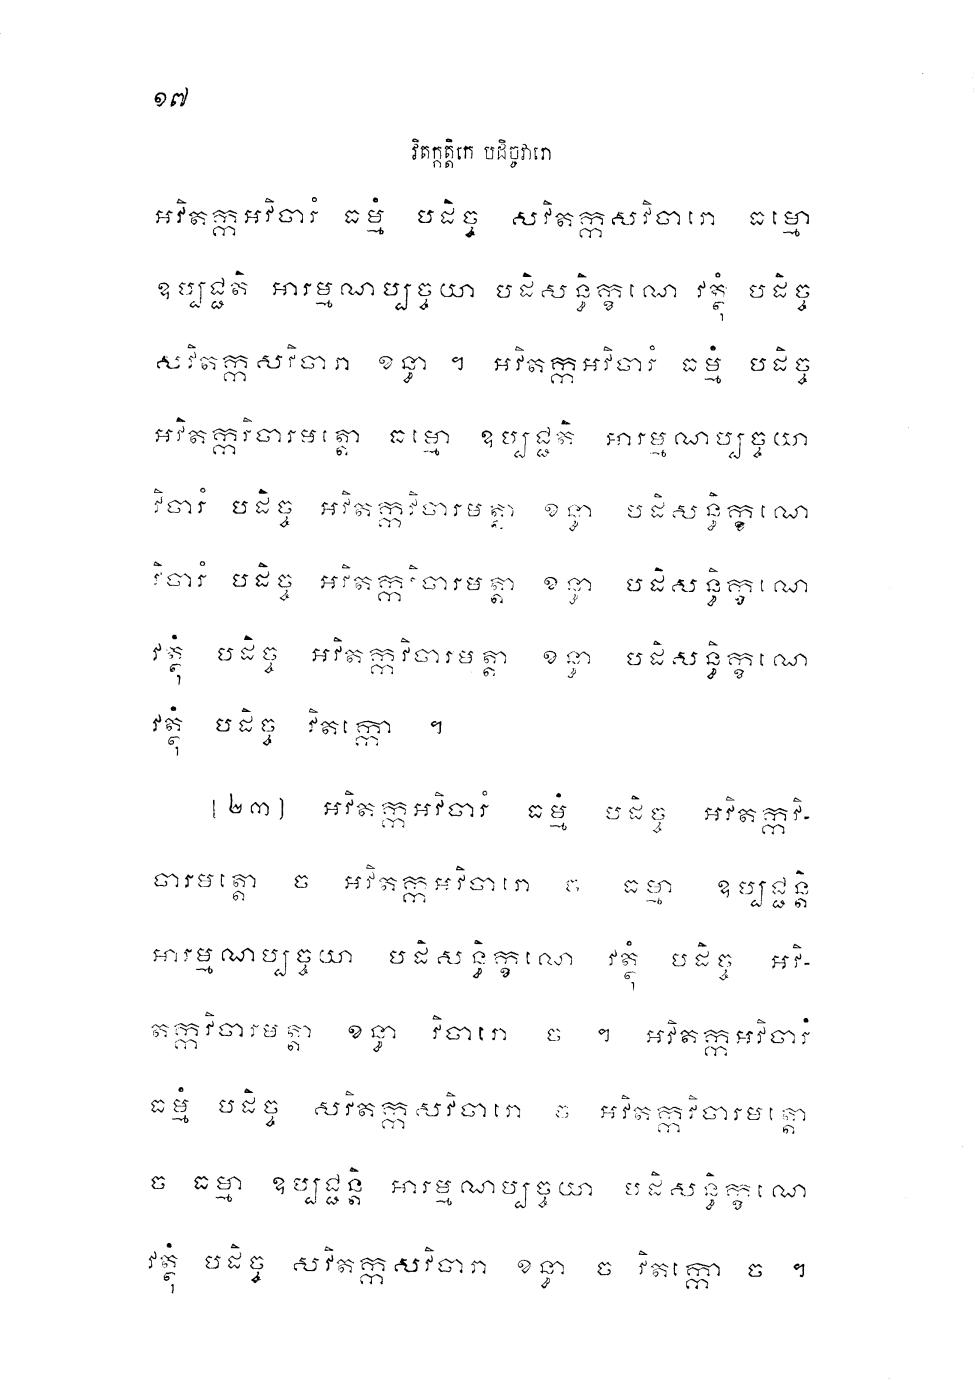 ១៧
វិតក្កត្តិកេ បដិច្ចវារោ
អវិតក្កអវិចារំ ធម្មំ បដិច្ច សវិតក្កសវិចារោ ធម្មោ
ឧប្បជ្ជតិ អារម្មណប្បច្ចយា បដិសន្ធិក្ខណេ វត្ថុំ បដិច្ច
សវិតក្កសវិចារា ខន្ធា ។ អវិតក្កអវិចារំ ធម្មំ បដិច្ច
អវិតក្កវិចារមត្តោ ធម្មោ ឧប្បជ្ជតិ អារម្មណប្បច្ចយា
វិចារំ បដិច្ច អវិតក្កវិចារមត្តា ខន្ធា បដិសន្ធិក្ខណេ
វិចារំ បដិច្ច អវិតក្កវិចារមត្តា ខន្ធា បដិសន្ធិក្ខណេ
វត្ថុំ បដិច្ច អវិតក្កវិចារមត្តា ខន្ធា បដិសន្ធិក្ខណេ
វត្ថុំ បដិច្ច វិតក្កោ ។
[២៣] អវិតក្កអវិចារំ ធម្មំ បដិច្ច អវិតក្កវិ-
ចារមត្តោ ច អវិតក្កអវិចារោ ច ធម្មា ឧប្បជ្ជន្តិ
អារម្មណប្បច្ចយា បដិសន្ធិក្ខណេ វត្ថុំ បដិច្ច អវិ-
តក្កវិចារមត្តា ខន្ធា វិចារោ ច ។ អវិតក្កអវិចារំ
ធម្មំ បដិច្ច សវិតក្កសវិចារោ ច អវិតក្កវិចារមត្តោ
ច ធម្មា ឧប្បជ្ជន្តិ អារម្មណប្បច្ចយា បដិសន្ធិក្ខណេ
វត្ថុំ បដិច្ច សវិតក្កសវិចារា ខន្ធា ច វិតក្កោ ច ។